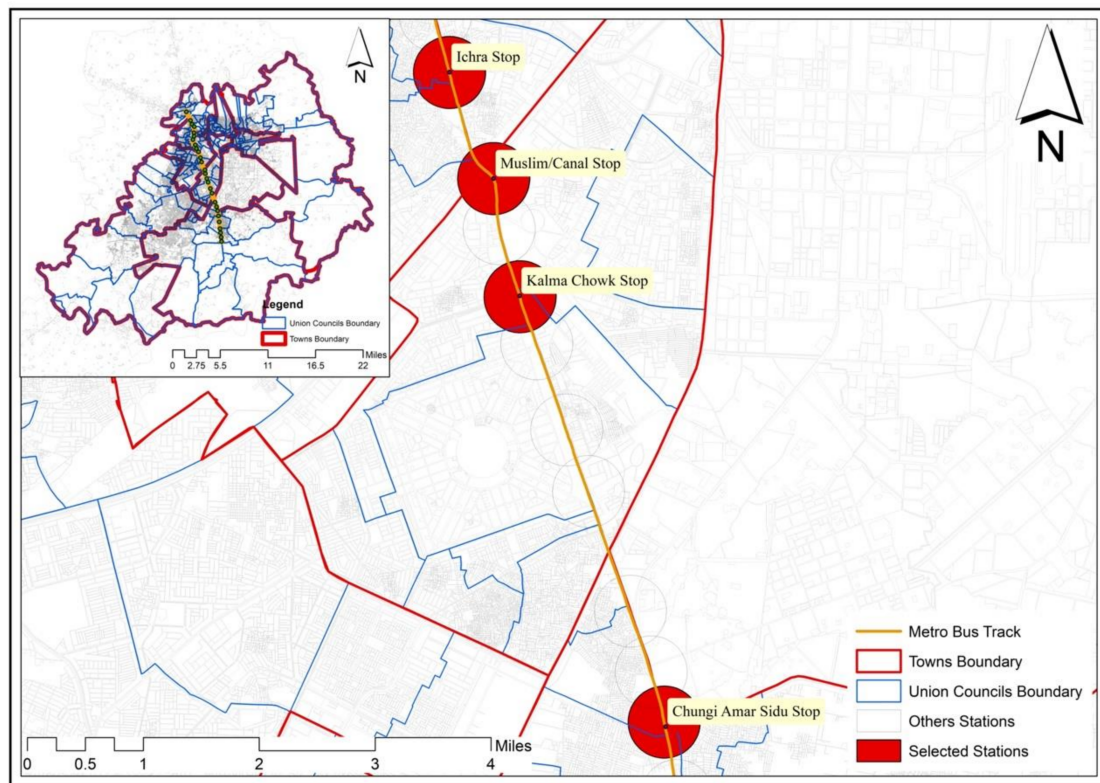 N
Legend
Union Councils Boundary
Towns Boundary
Miles
0 2.75 5.5 11 16.5 22
Ichra Stop
Muslim/Canal Stop
Kalma Chowk Stop
Chungi Amar Sidu Stop
N
Metro Bus Track
Towns Boundary
Union Councils Boundary
Others Stations
Selected Stations
Miles
0 0.5 1 2 3 4